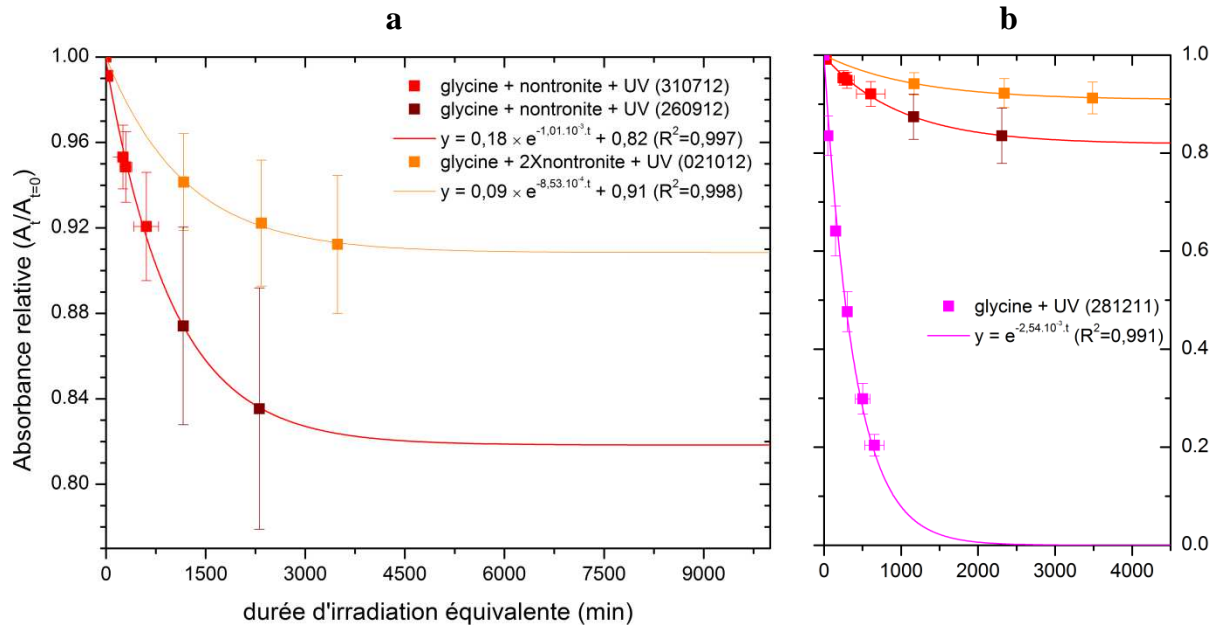 a
b
Absorbance relative (Aₜ/Aₜ₌₀)
1.00
0.96
0.92
0.88
0.84
0.80
glycine + nontronite + UV (310712)
glycine + nontronite + UV (260912)
y = 0,18 × e^-1,01.10^-3.t + 0,82 (R²=0,997)
glycine + 2Xnontronite + UV (021012)
y = 0,09 × e^-8,53.10^-4.t + 0,91 (R²=0,998)
0 1500 3000 4500 6000 7500 9000
durée d'irradiation équivalente (min)
glycine + UV (281211)
y = e^-2,54.10^-3.t (R²=0,991)
1.0
0.8
0.6
0.4
0.2
0.0
0 1000 2000 3000 4000